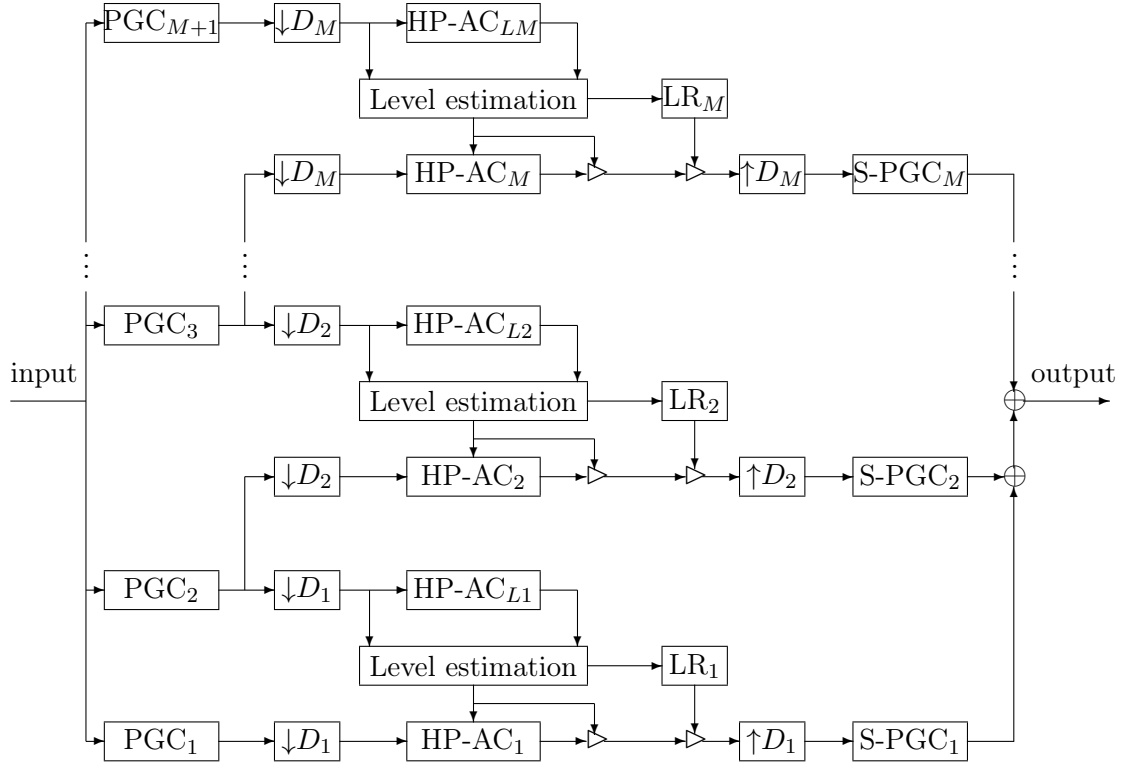 PGC_{M+1} ↓D_M HP-AC_{LM}
Level estimation LR_M
↓D_M HP-AC_M ↑D_M S-PGC_M
⋮ ⋮ ⋮
PGC_3 ↓D_2 HP-AC_{L2}
input Level estimation LR_2 output
↓D_2 HP-AC_2 ↑D_2 S-PGC_2
PGC_2 ↓D_1 HP-AC_{L1}
Level estimation LR_1
PGC_1 ↓D_1 HP-AC_1 ↑D_1 S-PGC_1